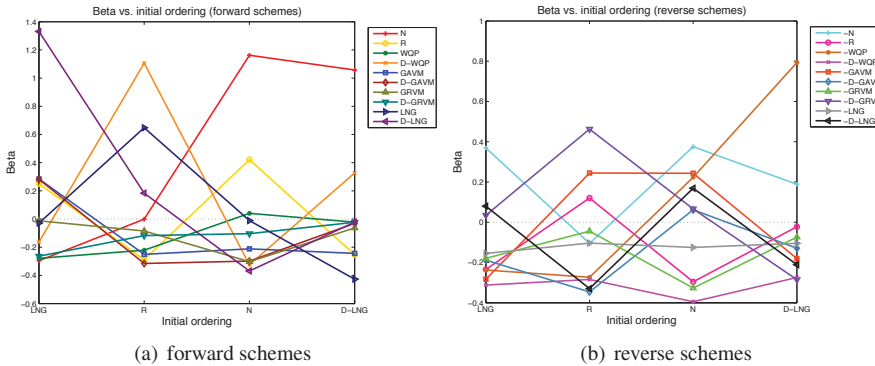 Beta vs. initial ordering (forward schemes)
1.4
1.2
1
0.8
0.6
0.4
0.2
0
−0.2
−0.4
−0.6
Beta
LNG
R
N
D−LNG
Initial ordering
N
R
WQP
D−WQP
GAVM
D−GAVM
GRVM
D−GRVM
LNG
D−LNG
(a) forward schemes
Beta vs. initial ordering (reverse schemes)
1
0.8
0.6
0.4
0.2
0
−0.2
−0.4
Beta
LNG
R
N
D−LNG
Initial ordering
−N
−R
−WQP
−D−WQP
−GAVM
−D−GAVM
−GRVM
−D−GRVM
−LNG
−D−LNG
(b) reverse schemes